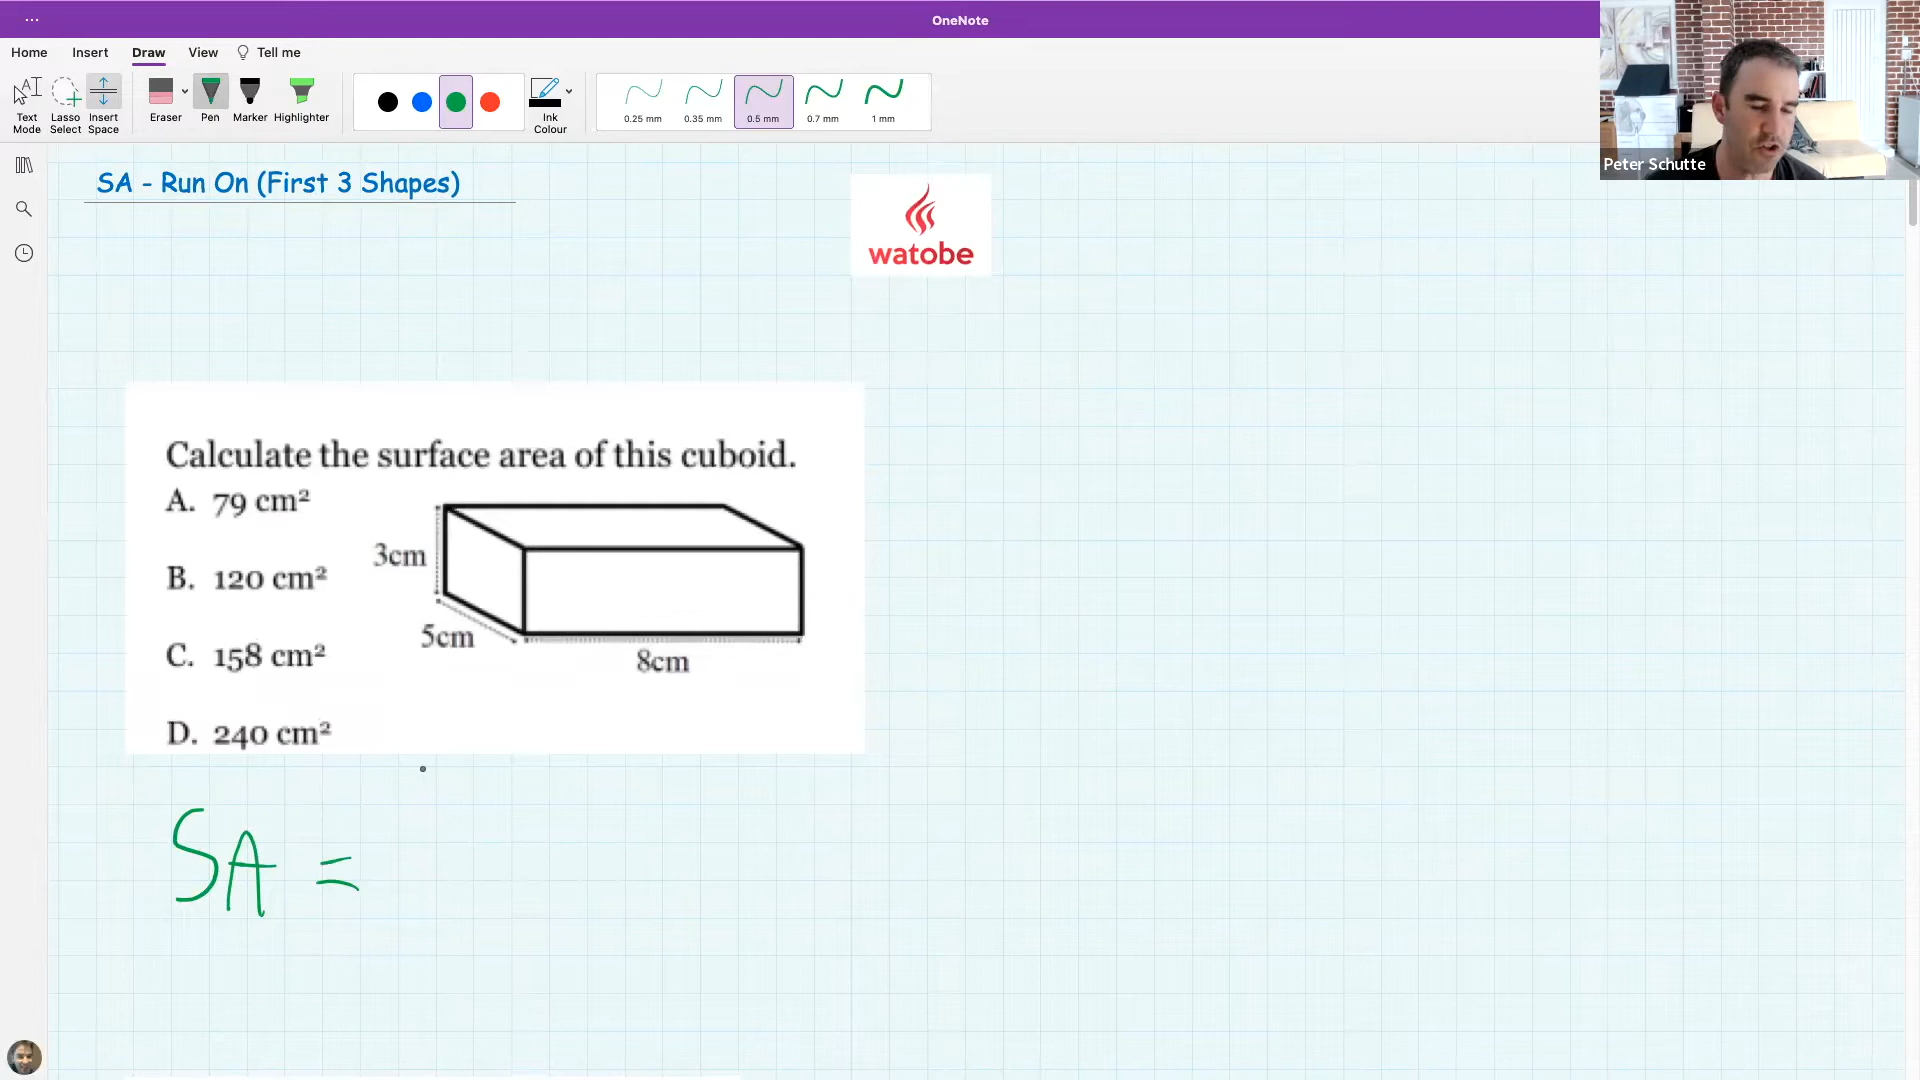 OneNote
Home Insert Draw View Tell me
Text Mode
Lasso Select
Insert Space
Eraser
Pen
Marker
Highlighter
Ink Colour
0.25 mm
0.35 mm
0.5 mm
0.7 mm
1 mm
Peter Schutte
SA - Run On (First 3 Shapes)
watobe
Calculate the surface area of this cuboid.
A. 79 cm²
B. 120 cm²
C. 158 cm²
D. 240 cm²
3cm
5cm
8cm
SA =